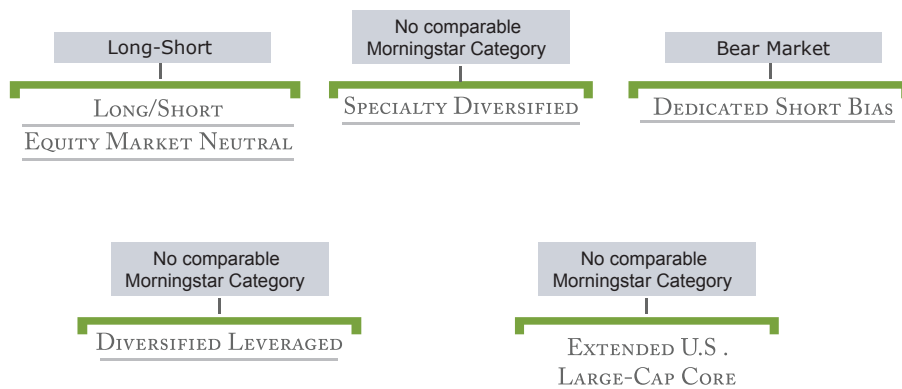 Long-Short
LONG/SHORT
EQUITY MARKET NEUTRAL
No comparable
Morningstar Category
SPECIALTY DIVERSIFIED
Bear Market
DEDICATED SHORT BIAS
No comparable
Morningstar Category
DIVERSIFIED LEVERAGED
No comparable
Morningstar Category
EXTENDED U.S .
LARGE-CAP CORE